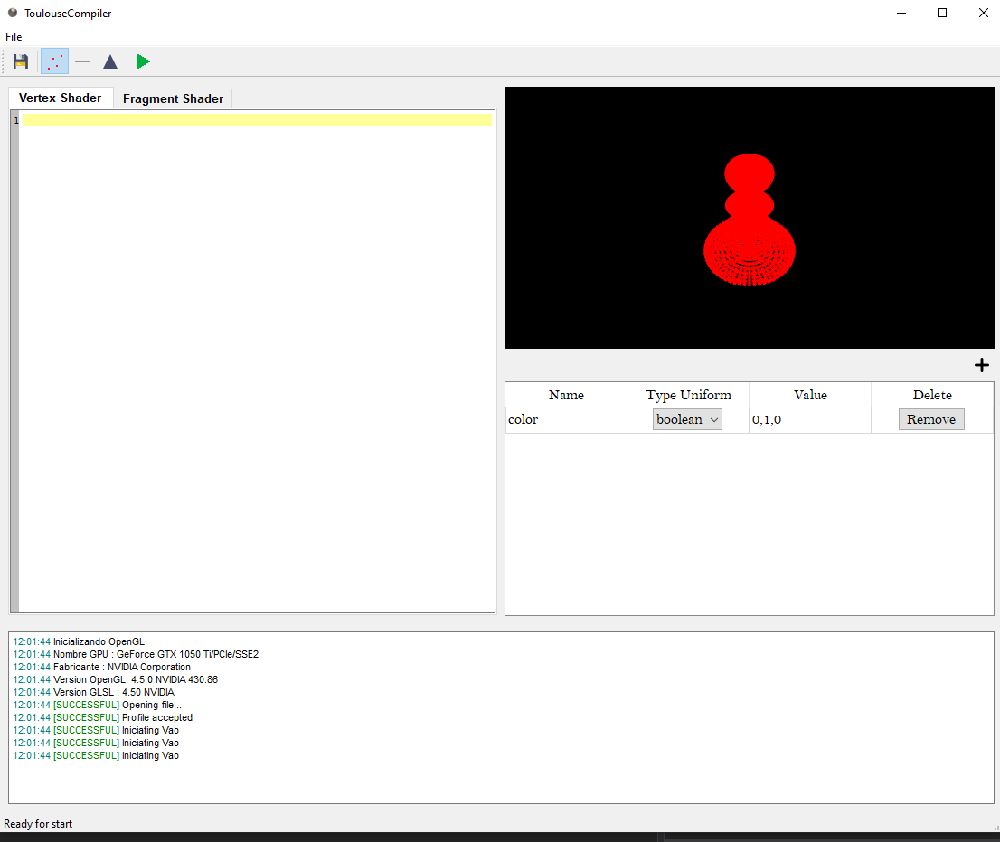 ToulouseCompiler
File
Vertex Shader Fragment Shader
1
Name Type Uniform Value Delete
color boolean 0,1,0 Remove
12:01:44 Inicializando OpenGL
12:01:44 Nombre GPU : GeForce GTX 1050 Ti/PCIe/SSE2
12:01:44 Fabricante : NVIDIA Corporation
12:01:44 Version OpenGL: 4.5.0 NVIDIA 430.86
12:01:44 Version GLSL : 4.50 NVIDIA
12:01:44 [SUCCESSFUL] Opening file...
12:01:44 [SUCCESSFUL] Profile accepted
12:01:44 [SUCCESSFUL] Iniciating Vao
12:01:44 [SUCCESSFUL] Iniciating Vao
12:01:44 [SUCCESSFUL] Iniciating Vao
Ready for start